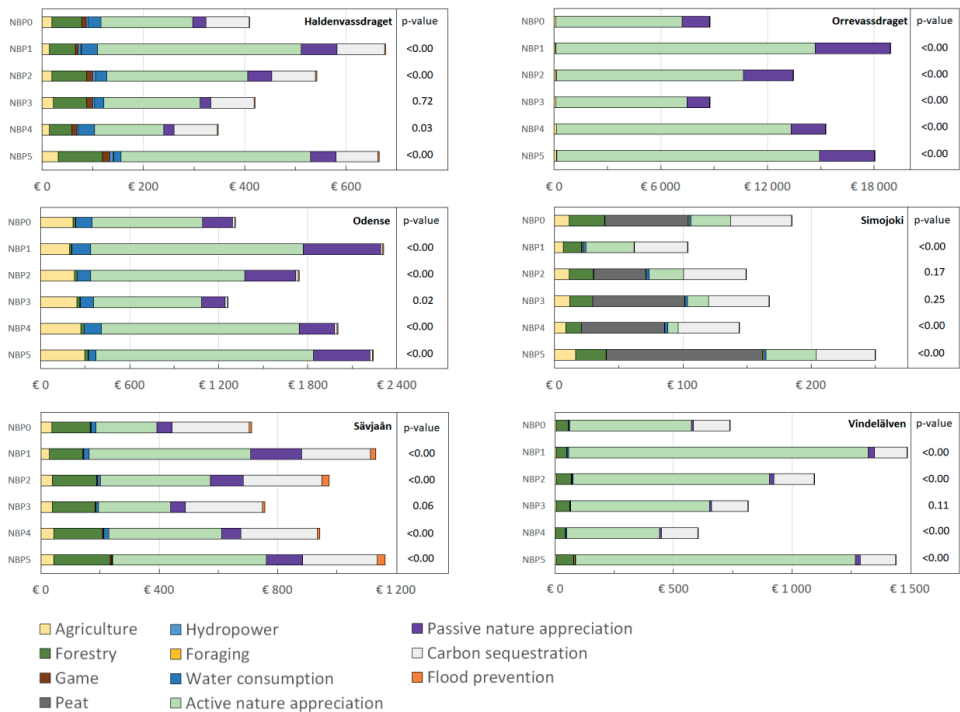 Haldenvassdraget
p-value
NBP0
NBP1
<0.00
NBP2
<0.00
NBP3
0.72
NBP4
0.03
NBP5
<0.00
€ 0
€ 200
€ 400
€ 600
Orrevassdraget
p-value
NBP0
NBP1
<0.00
NBP2
<0.00
NBP3
<0.00
NBP4
<0.00
NBP5
<0.00
€ 0
€ 6 000
€ 12 000
€ 18 000
Odense
p-value
NBP0
NBP1
<0.00
NBP2
<0.00
NBP3
0.02
NBP4
<0.00
NBP5
<0.00
€ 0
€ 600
€ 1 200
€ 1 800
€ 2 400
Simojoki
p-value
NBP0
NBP1
<0.00
NBP2
0.17
NBP3
0.25
NBP4
<0.00
NBP5
<0.00
€ 0
€ 100
€ 200
Sävjaån
p-value
NBP0
NBP1
<0.00
NBP2
<0.00
NBP3
0.06
NBP4
<0.00
NBP5
<0.00
€ 0
€ 400
€ 800
€ 1 200
Vindelälven
p-value
NBP0
NBP1
<0.00
NBP2
<0.00
NBP3
0.11
NBP4
<0.00
NBP5
<0.00
€ 0
€ 500
€ 1 000
€ 1 500
Agriculture
Forestry
Game
Peat
Hydropower
Foraging
Water consumption
Active nature appreciation
Passive nature appreciation
Carbon sequestration
Flood prevention